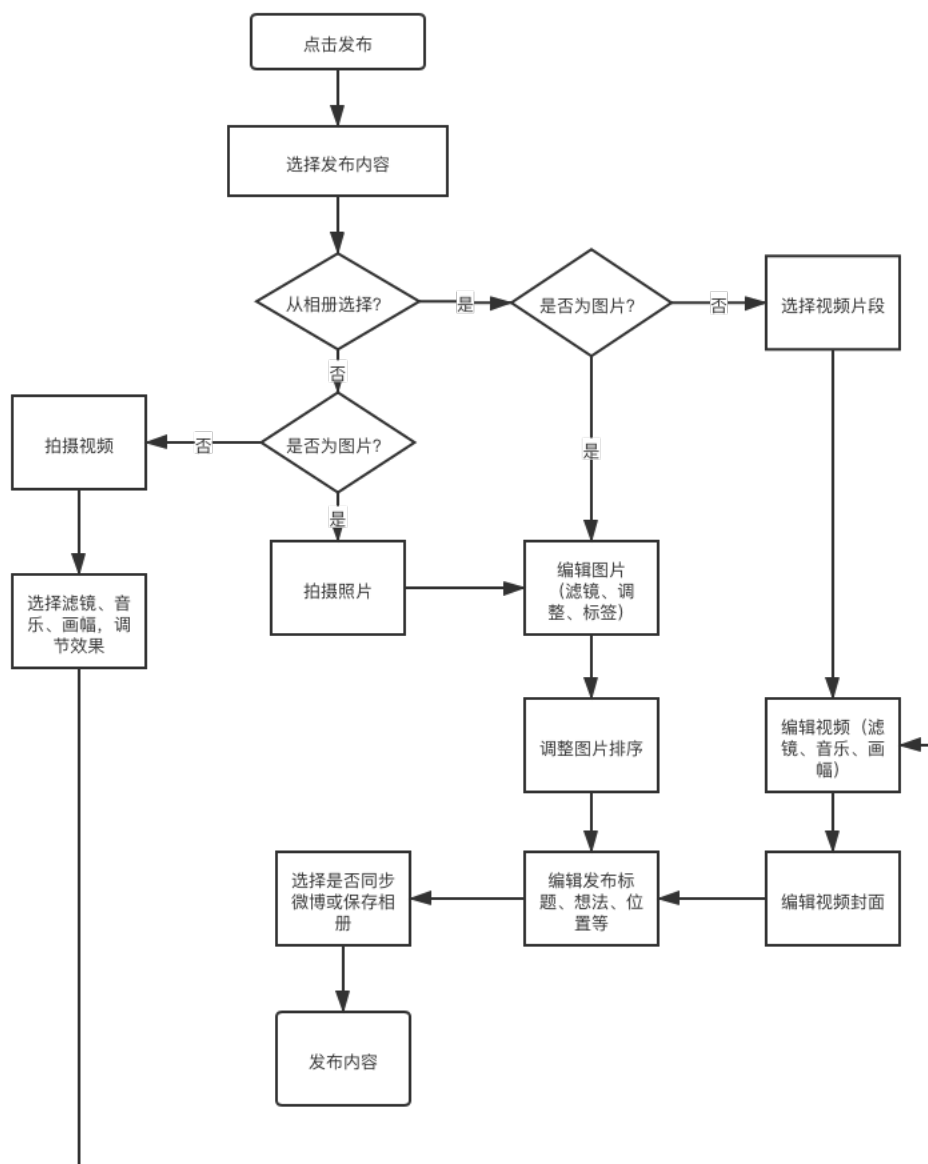 点击发布
选择发布内容
从相册选择？
是
是否为图片？
否
选择视频片段
否
拍摄视频
否
是否为图片？
是
是
选择滤镜、音
乐、画幅，调
节效果
拍摄照片
编辑图片
（滤镜、调
整、标签）
调整图片排序
编辑视频（滤
镜、音乐、画
幅）
选择是否同步
微博或保存相
册
编辑发布标
题、想法、位
置等
编辑视频封面
发布内容